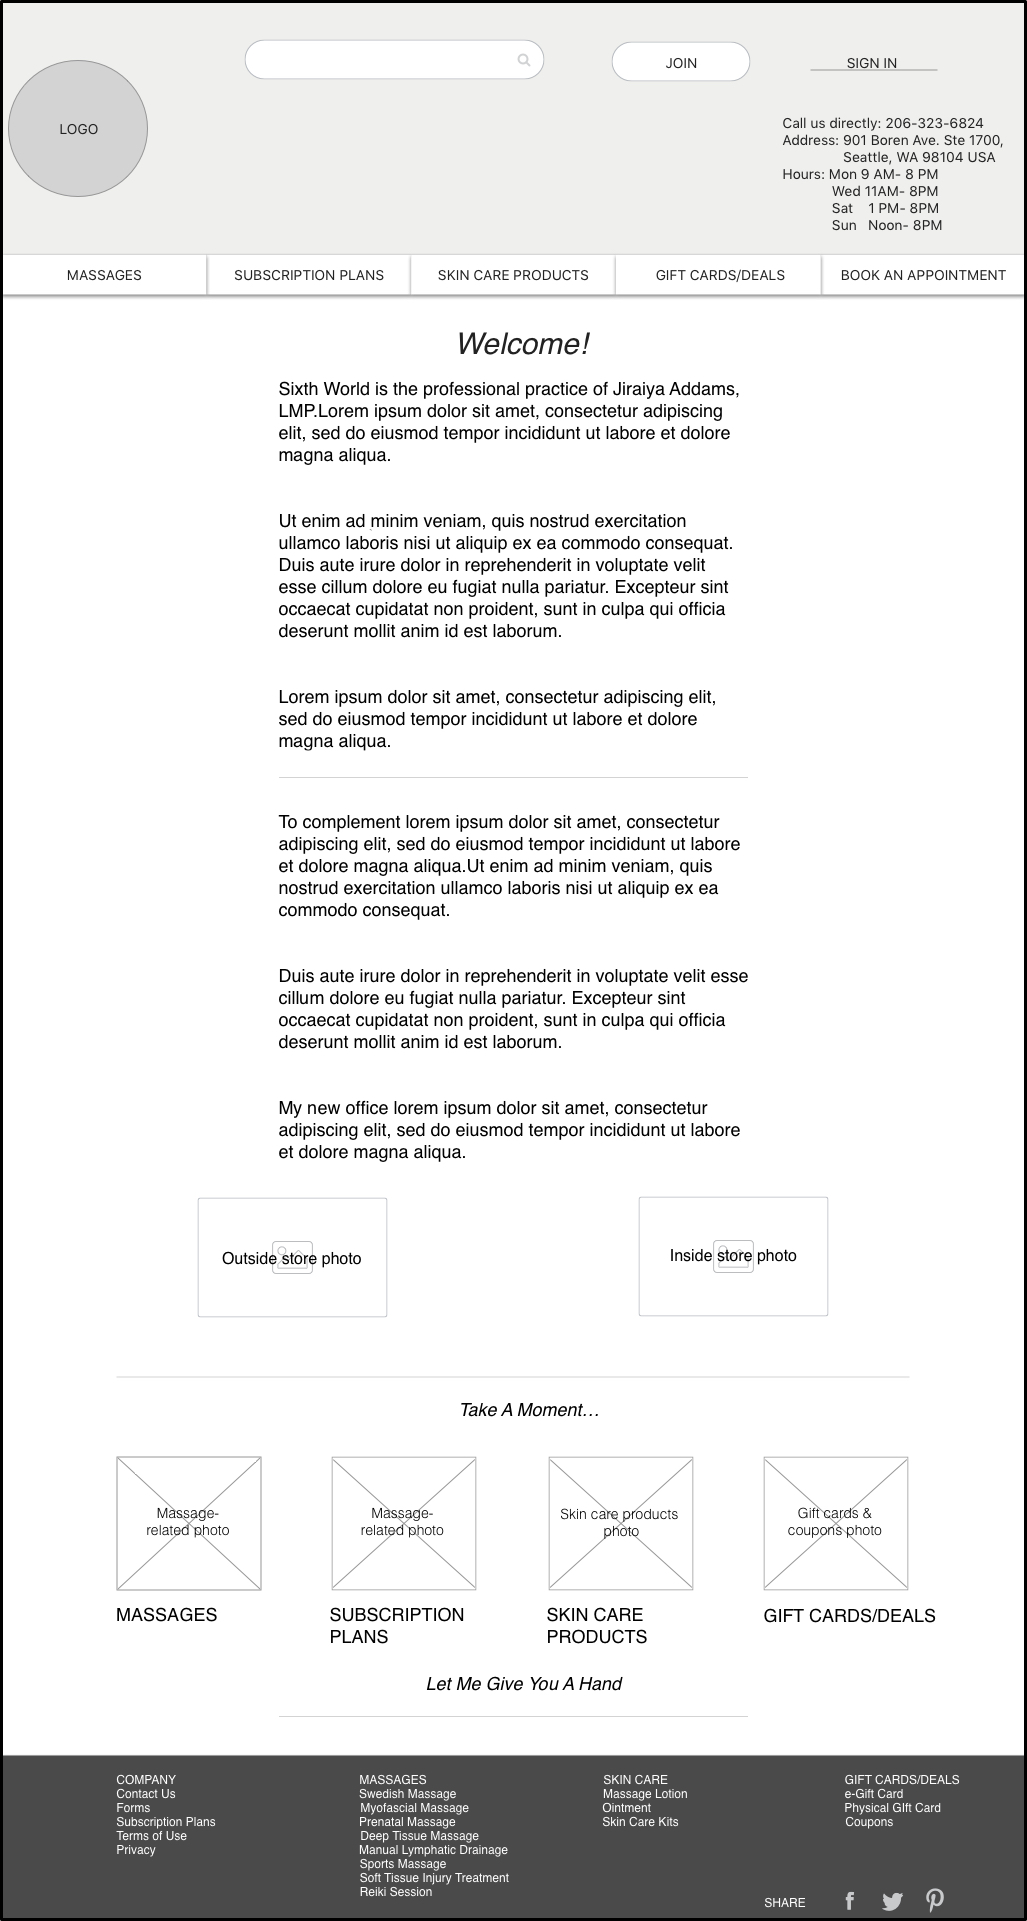 LOGO
JOIN
SIGN IN
Call us directly: 206-323-6824
Address: 901 Boren Ave. Ste 1700,
Seattle, WA 98104 USA
Hours: Mon 9 AM- 8 PM
Wed 11AM- 8PM
Sat 1 PM- 8PM
Sun Noon- 8PM
MASSAGES
SUBSCRIPTION PLANS
SKIN CARE PRODUCTS
GIFT CARDS/DEALS
BOOK AN APPOINTMENT
Welcome!
Sixth World is the professional practice of Jiraiya Addams,
LMP.Lorem ipsum dolor sit amet, consectetur adipiscing
elit, sed do eiusmod tempor incididunt ut labore et dolore
magna aliqua.
Ut enim ad minim veniam, quis nostrud exercitation
ullamco laboris nisi ut aliquip ex ea commodo consequat.
Duis aute irure dolor in reprehenderit in voluptate velit
esse cillum dolore eu fugiat nulla pariatur. Excepteur sint
occaecat cupidatat non proident, sunt in culpa qui officia
deserunt mollit anim id est laborum.
Lorem ipsum dolor sit amet, consectetur adipiscing elit,
sed do eiusmod tempor incididunt ut labore et dolore
magna aliqua.
To complement lorem ipsum dolor sit amet, consectetur
adipiscing elit, sed do eiusmod tempor incididunt ut labore
et dolore magna aliqua.Ut enim ad minim veniam, quis
nostrud exercitation ullamco laboris nisi ut aliquip ex ea
commodo consequat.
Duis aute irure dolor in reprehenderit in voluptate velit esse
cillum dolore eu fugiat nulla pariatur. Excepteur sint
occaecat cupidatat non proident, sunt in culpa qui officia
deserunt mollit anim id est laborum.
My new office lorem ipsum dolor sit amet, consectetur
adipiscing elit, sed do eiusmod tempor incididunt ut labore
et dolore magna aliqua.
Outside store photo
Inside store photo
Take A Moment…
Massage-
related photo
Massage-
related photo
Skin care products
photo
Gift cards &
coupons photo
MASSAGES
SUBSCRIPTION
PLANS
SKIN CARE
PRODUCTS
GIFT CARDS/DEALS
Let Me Give You A Hand
COMPANY
Contact Us
Forms
Subscription Plans
Terms of Use
Privacy
MASSAGES
Swedish Massage
Myofascial Massage
Prenatal Massage
Deep Tissue Massage
Manual Lymphatic Drainage
Sports Massage
Soft Tissue Injury Treatment
Reiki Session
SKIN CARE
Massage Lotion
Ointment
Skin Care Kits
GIFT CARDS/DEALS
e-Gift Card
Physical GIft Card
Coupons
SHARE